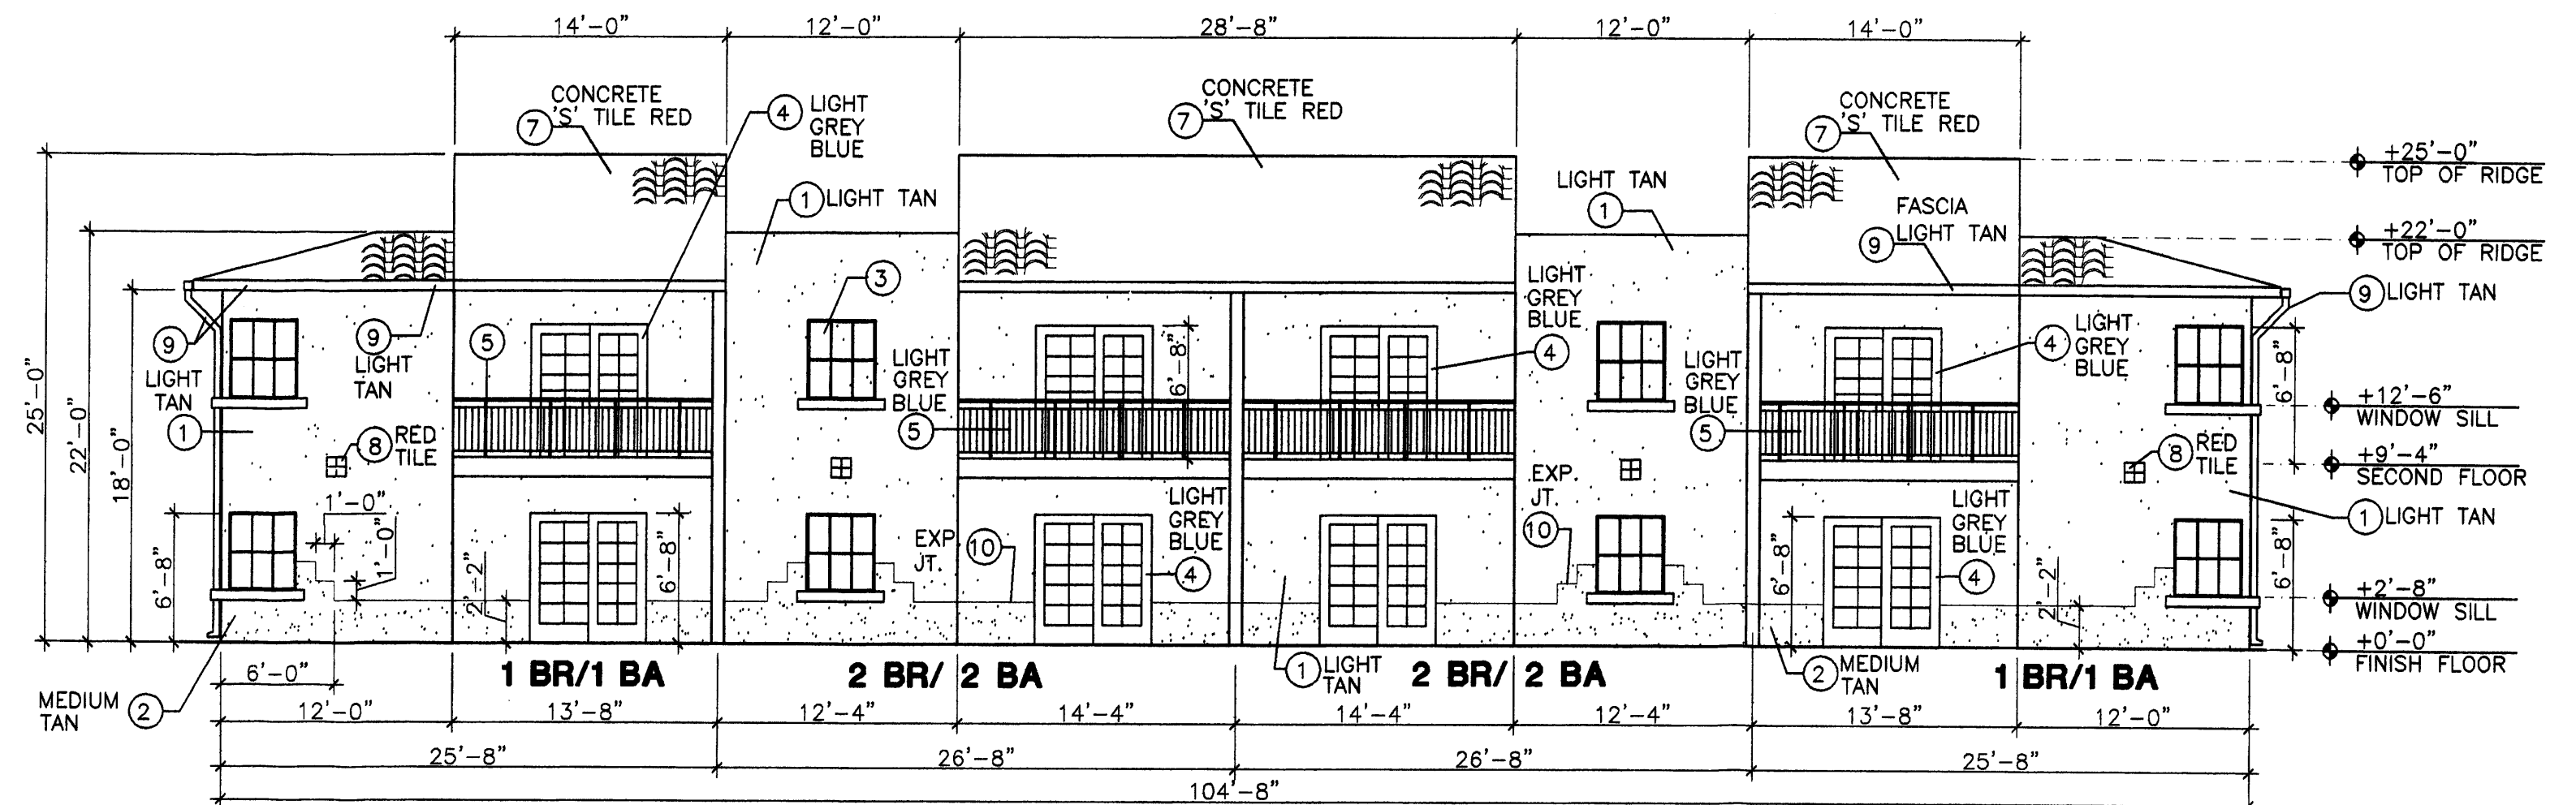 14'-0"
12'-0"
28'-8"
12'-0"
14'-0"
CONCRETE
7 'S' TILE RED
4 LIGHT
GREY
BLUE
CONCRETE
7 'S' TILE RED
CONCRETE
7 'S' TILE RED
+25'-0"
TOP OF RIDGE
1 LIGHT TAN
LIGHT TAN
1
FASCIA
9 LIGHT TAN
+22'-0"
TOP OF RIDGE
25'-0"
22'-0"
18'-0"
3
LIGHT
GREY
BLUE
4
9 LIGHT TAN
9
LIGHT
TAN
9
LIGHT
TAN
5
LIGHT
GREY
BLUE
5
6'-8"
LIGHT
GREY
BLUE
5
4 LIGHT
GREY
BLUE
6'-8"
+12'-6"
WINDOW SILL
1
8 RED
TILE
8 RED
TILE
+9'-4"
SECOND FLOOR
1'-0"
1'-0"
6'-8"
2'-2"
6'-8"
EXP
JT.
10
LIGHT
GREY
BLUE
4
EXP.
JT.
10
6'-8"
LIGHT
GREY
BLUE
4
2'-2"
1 LIGHT TAN
6'-8"
+2'-8"
WINDOW SILL
+0'-0"
FINISH FLOOR
6'-0"
1 BR/1 BA
2 BR/ 2 BA
1 LIGHT
TAN
2 BR/ 2 BA
2 MEDIUM
TAN
1 BR/1 BA
MEDIUM
TAN 2
12'-0"
13'-8"
12'-4"
14'-4"
14'-4"
12'-4"
13'-8"
12'-0"
25'-8"
26'-8"
26'-8"
25'-8"
104'-8"